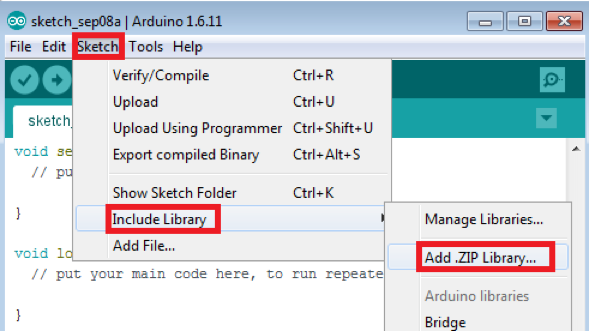 sketch_sep08a | Arduino 1.6.11
File Edit Sketch Tools Help
Verify/Compile Ctrl+R
Upload Ctrl+U
Upload Using Programmer Ctrl+Shift+U
Export compiled Binary Ctrl+Alt+S
Show Sketch Folder Ctrl+K
Include Library
Add File...
Manage Libraries...
Add .ZIP Library...
Arduino libraries
Bridge
sketch_
void se
// pu
}
void lo
// put your main code here, to run repeate
}